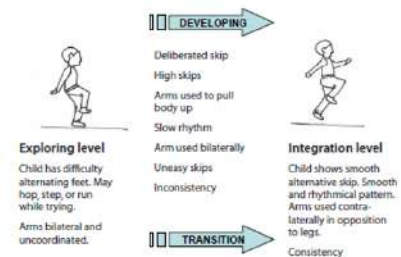 DEVELOPING
Deliberated skip
High skips
Arms used to pull
body up
Slow rhythm
Arm used bilaterally
Uneasy skips
Inconsistency
TRANSITION
Exploring level
Child has difficulty
alternating feet. May
hop, step, or run
while trying.
Arms bilateral and
uncoordinated.
Integration level
Child shows smooth
alternative skip. Smooth
and rhythmical pattern.
Arms used contra-
laterally in opposition
to legs.
Consistency